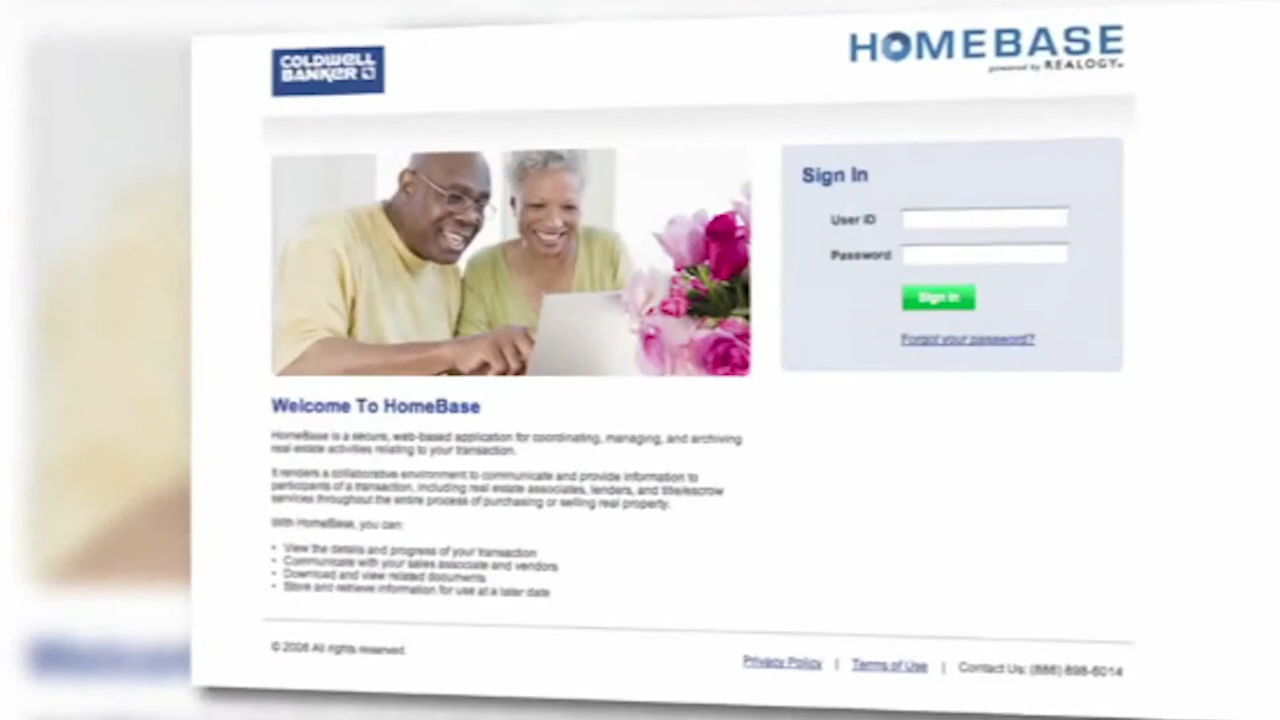 COLDWELL
BANKER
HOMEBASE
powered by REALOGY
Sign In
User ID
Password
Sign In
Forgot your password?
Welcome To HomeBase
HomeBase is a secure, web-based application for coordinating, managing, and archiving
real estate activities relating to your transaction.
It renders a collaborative environment to communicate and provide information to
participants of a transaction, including real estate associates, lenders, and title/escrow
services throughout the entire process of purchasing or selling real property.
With HomeBase, you can:
• View the details and progress of your transaction
• Communicate with your sales associate and vendors
• Download and view related documents
• Store and retrieve information for use at a later date
© 2008 All rights reserved.
Privacy Policy | Terms of Use | Contact Us: (888) 898-6014